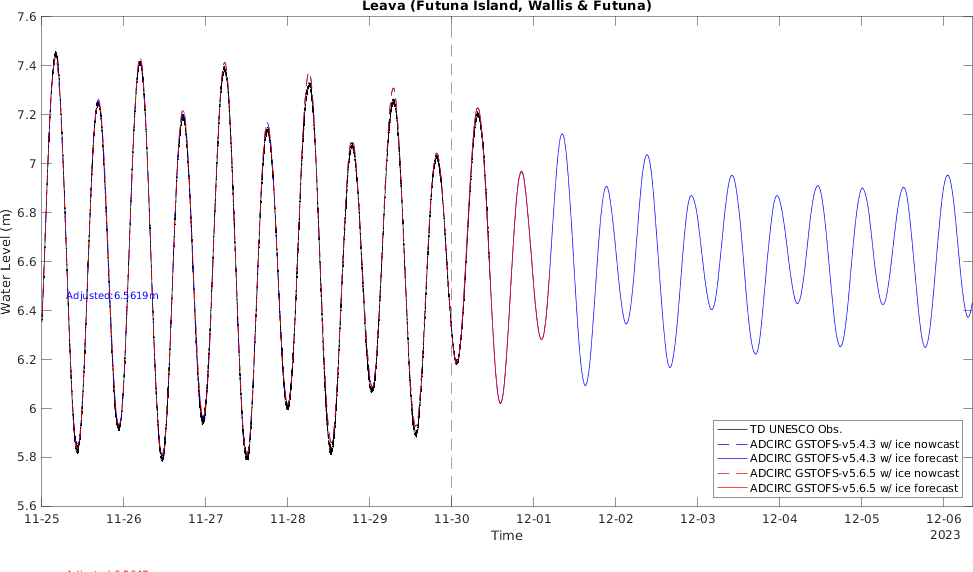 Leava (Futuna Island, Wallis & Futuna)
7.6
7.4
7.2
7
6.8
6.6
6.4
6.2
6
5.8
5.6
Water Level (m)
Adjusted:6.5619m
TD UNESCO Obs.
ADCIRC GSTOFS-v5.4.3 w/ ice nowcast
ADCIRC GSTOFS-v5.4.3 w/ ice forecast
ADCIRC GSTOFS-v5.6.5 w/ ice nowcast
ADCIRC GSTOFS-v5.6.5 w/ ice forecast
11-25 11-26 11-27 11-28 11-29 11-30 12-01 12-02 12-03 12-04 12-05 12-06
Time
2023